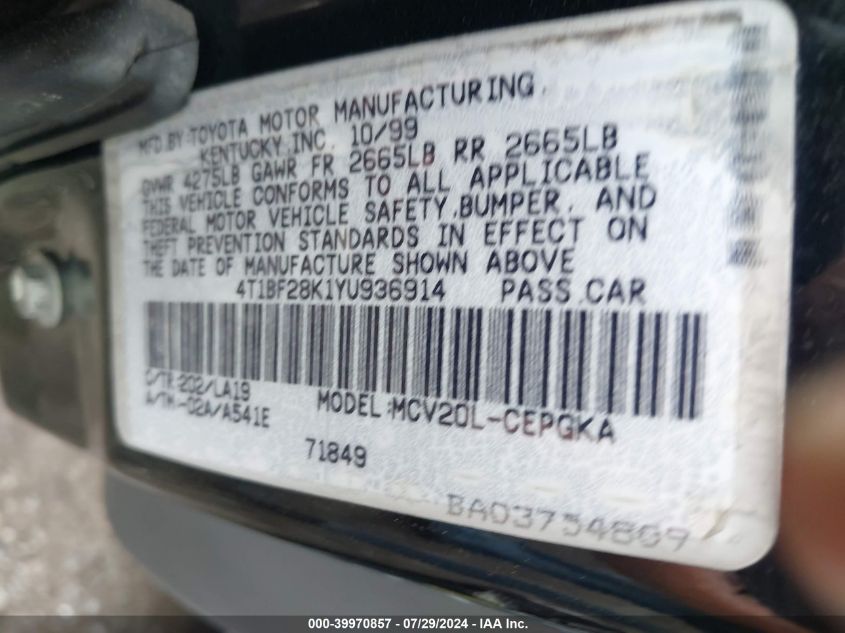 MFD.BY:TOYOTA MOTOR MANUFACTURING,
KENTUCKY,INC. 10/99
GVWR 4275LB GAWR FR 2665LB RR 2665LB
THIS VEHICLE CONFORMS TO ALL APPLICABLE
FEDERAL MOTOR VEHICLE SAFETY,BUMPER, AND
THEFT PREVENTION STANDARDS IN EFFECT ON
THE DATE OF MANUFACTURE SHOWN ABOVE
4T1BF28K1YU936914 PASS.CAR
C/TR:202/LA19
A/TM:-02A/A541E MODEL:MCV20L-CEPGKA
71849
BA03754809
000-39970857 / 07/29/2024 - IAA Inc.